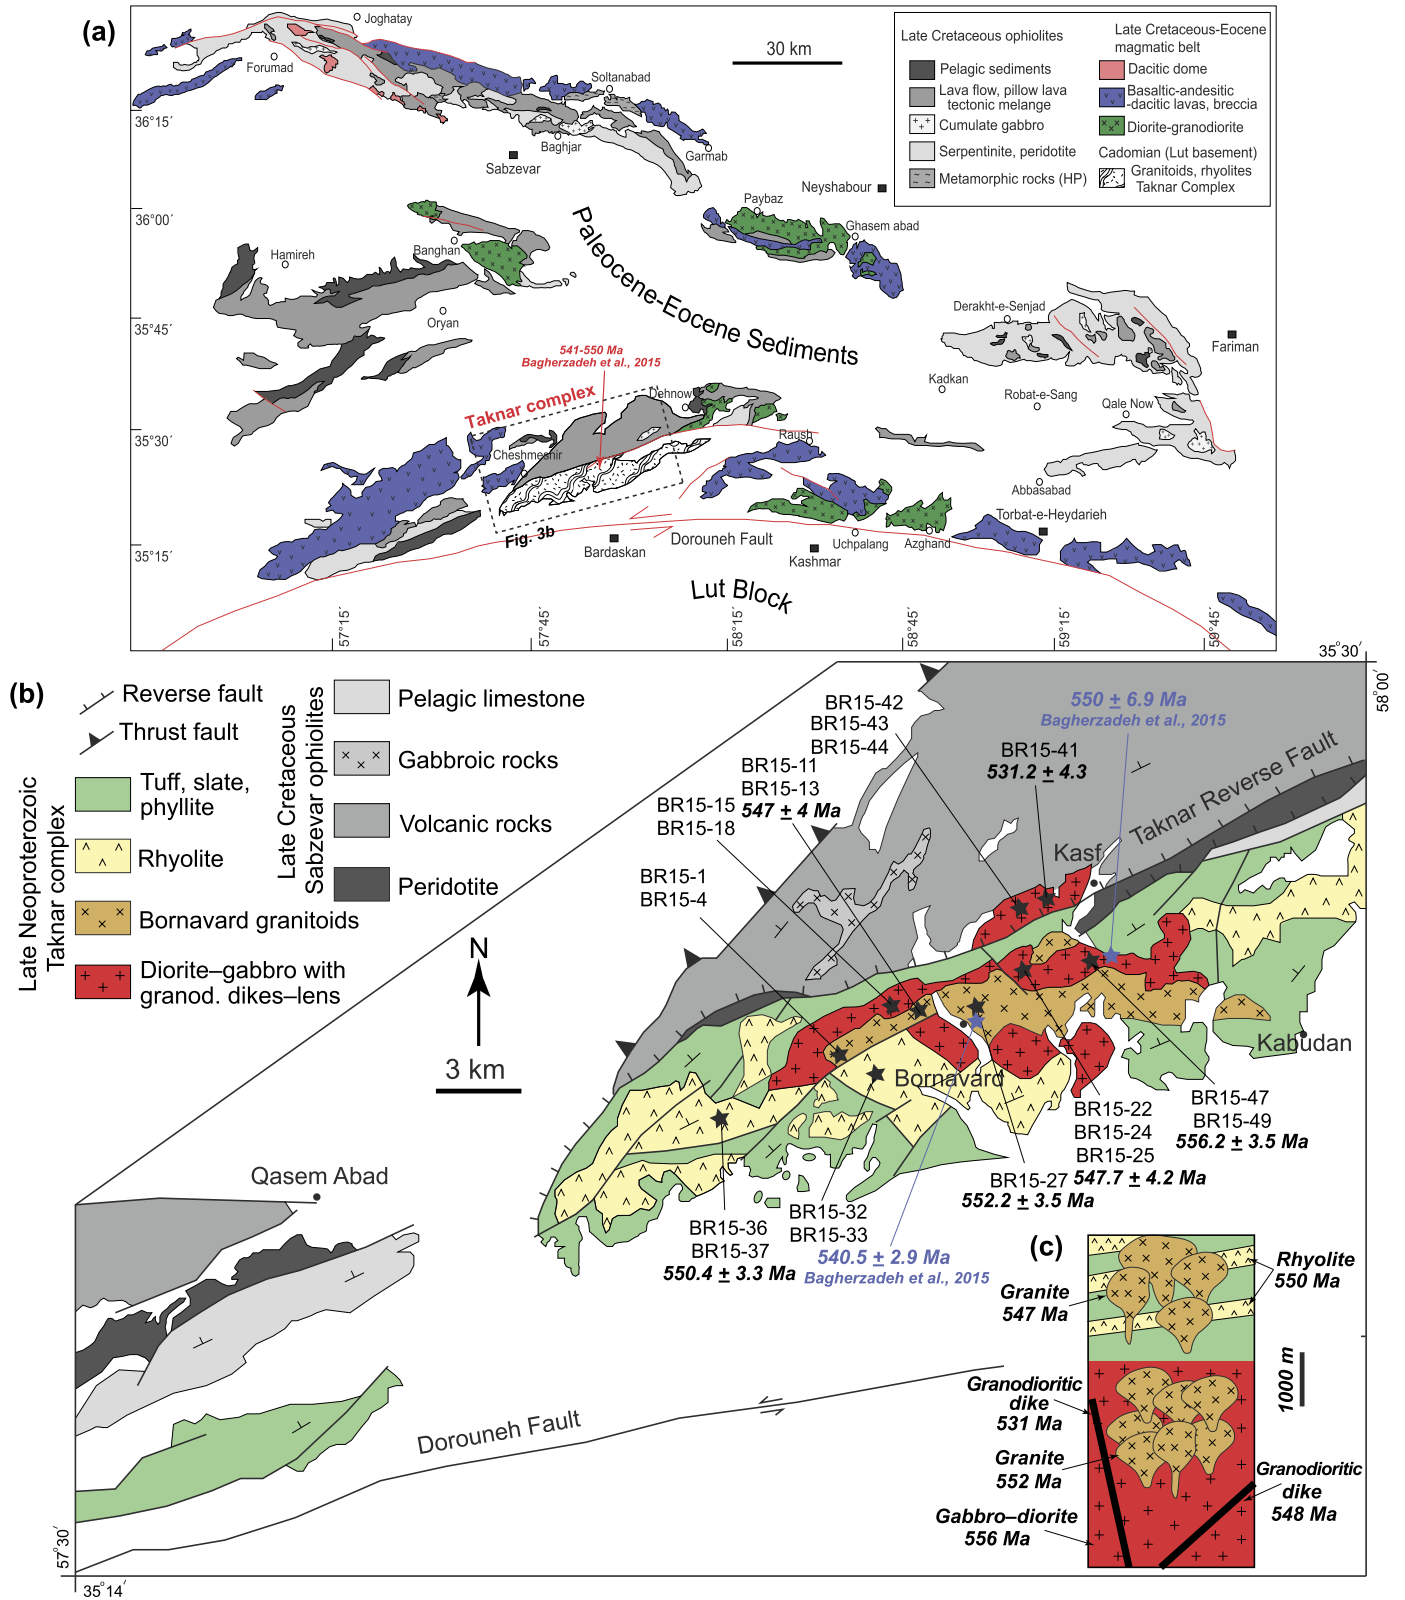 (a)
Joghatay
Forumad
Soltanabad
Baghjar
Garmab
Sabzevar
30 km
Late Cretaceous ophiolites
Pelagic sediments
Lava flow, pillow lava
tectonic melange
Cumulate gabbro
Serpentinite, peridotite
Metamorphic rocks (HP)
Late Cretaceous-Eocene
magmatic belt
Dacitic dome
Basaltic-andesitic
-dacitic lavas, breccia
Diorite-granodiorite
Cadomian (Lut basement)
Granitoids, rhyolites
Taknar Complex
36°15′
36°00′
35°45′
35°30′
35°15′
Neyshabour
Paybaz
Ghasem abad
Hamireh
Banghan
Oryan
Paleocene-Eocene Sediments
Derakht-e-Senjad
Fariman
Kadkan
Robat-e-Sang
Qale Now
Abbasabad
541-550 Ma
Bagherzadeh et al., 2015
Taknar complex
Dehnow
Cheshmeshir
Raush
Fig. 3b
Bardaskan
Dorouneh Fault
Kashmar
Uchpalang
Azghand
Torbat-e-Heydarieh
Lut Block
57°15′
57°45′
58°15′
58°45′
59°15′
59°45′
35°30′
58°00′
(b)
Reverse fault
Thrust fault
Late Neoproterozoic
Taknar complex
Tuff, slate,
phyllite
Rhyolite
Bornavard granitoids
Diorite–gabbro with
granod. dikes–lens
Late Cretaceous
Sabzevar ophiolites
Pelagic limestone
Gabbroic rocks
Volcanic rocks
Peridotite
N
3 km
BR15-42
BR15-43
BR15-44
550 ± 6.9 Ma
Bagherzadeh et al., 2015
BR15-41
531.2 ± 4.3
BR15-11
BR15-13
547 ± 4 Ma
BR15-15
BR15-18
BR15-1
BR15-4
Taknar Reverse Fault
Kasf
Kabudan
Bornavard
BR15-47
BR15-49
556.2 ± 3.5 Ma
BR15-22
BR15-24
BR15-25
547.7 ± 4.2 Ma
BR15-27
552.2 ± 3.5 Ma
BR15-32
BR15-33
BR15-36
BR15-37
550.4 ± 3.3 Ma
540.5 ± 2.9 Ma
Bagherzadeh et al., 2015
Qasem Abad
Dorouneh Fault
57°30′
35°14′
(c)
Rhyolite
550 Ma
Granite
547 Ma
1000 m
Granodioritic
dike
531 Ma
Granite
552 Ma
Gabbro–diorite
556 Ma
Granodioritic
dike
548 Ma